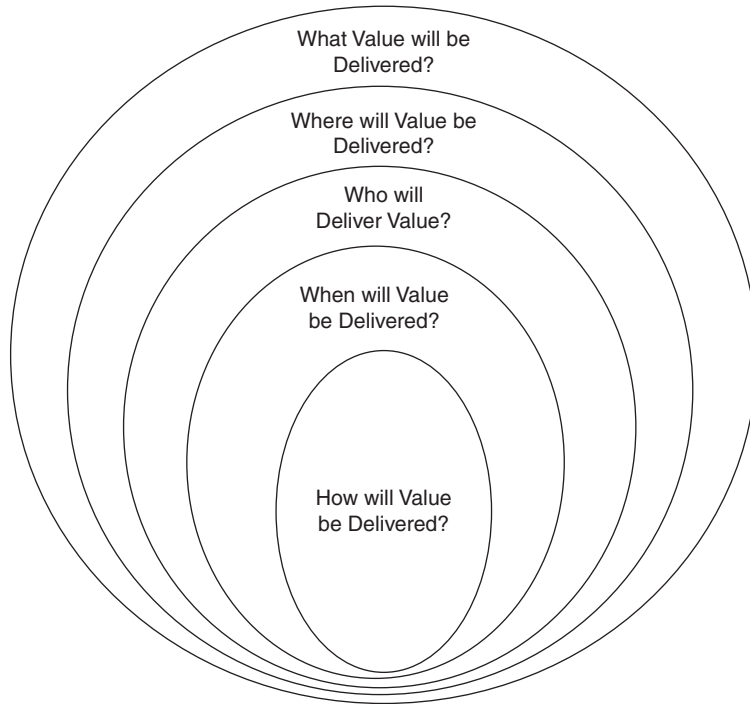 What Value will be
Delivered?
Where will Value be
Delivered?
Who will
Deliver Value?
When will Value
be Delivered?
How will Value
be Delivered?